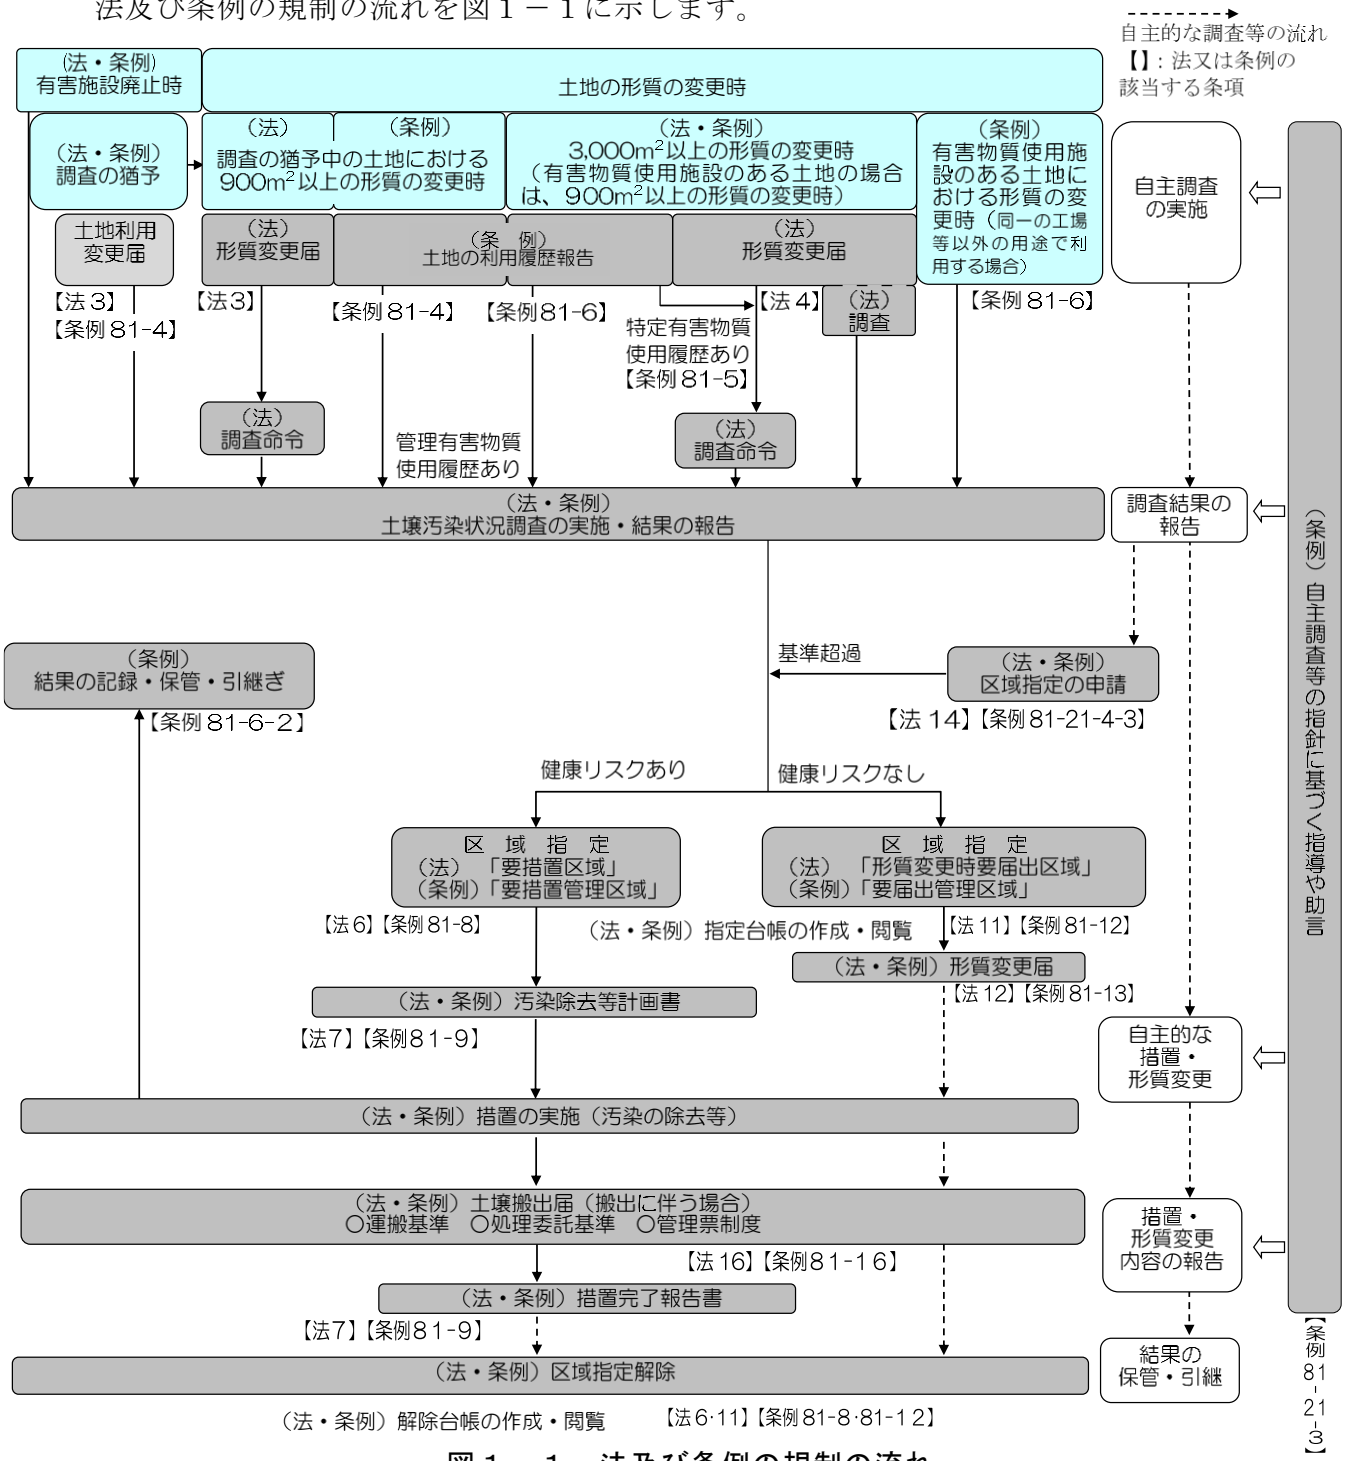 法及び条例の規制の流れを図１－１に示します。
自主的な調査等の流れ
【】：法又は条例の
該当する条項
（法・条例）
有害施設廃止時
土地の形質の変更時
（法・条例）
調査の猶予
（法）
（条例）
調査の猶予中の土地における
900m²以上の形質の変更時
（法・条例）
3,000m²以上の形質の変更時
（有害物質使用施設のある土地の場合
は、900m²以上の形質の変更時）
（条例）
有害物質使用施
設のある土地に
おける形質の変
更時（同一の工場
等以外の用途で利
用する場合）
自主調査
の実施
土地利用
変更届
（法）
形質変更届
（条　例）
土地の利用履歴報告
（法）
形質変更届
（法）
調査
【法３】
【条例81-4】
【法3】
【条例81-4】
【条例81-6】
【法４】
【条例81-6】
特定有害物質
使用履歴あり
【条例81-5】
（法）
調査命令
管理有害物質
使用履歴あり
（法）
調査命令
（法・条例）
土壌汚染状況調査の実施・結果の報告
調査結果の
報告
（条例）自主調査等の指針に基づく指導や助言
（条例）
結果の記録・保管・引継ぎ
【条例81-6-2】
基準超過
（法・条例）
区域指定の申請
【法14】【条例81-21-4-3】
健康リスクあり
健康リスクなし
区　域　指　定
（法）　「要措置区域」
（条例）「要措置管理区域」
区　域　指　定
（法）　「形質変更時要届出区域」
（条例）「要届出管理区域」
【法６】【条例81-8】
（法・条例）指定台帳の作成・閲覧
【法11】【条例81-12】
（法・条例）形質変更届
【法12】【条例81-13】
（法・条例）汚染除去等計画書
【法7】【条例81-9】
自主的な
措置・
形質変更
（法・条例）措置の実施（汚染の除去等）
（法・条例）土壌搬出届（搬出に伴う場合）
○運搬基準　○処理委託基準　○管理票制度
【法16】【条例81-16】
措置・
形質変更
内容の報告
（法・条例）措置完了報告書
【法7】【条例81-9】
（法・条例）区域指定解除
結果の
保管・引継
【条例81-21-3】
（法・条例）解除台帳の作成・閲覧
【法６･11】【条例81-8･81-12】
図１－１　法及び条例の規制の流れ